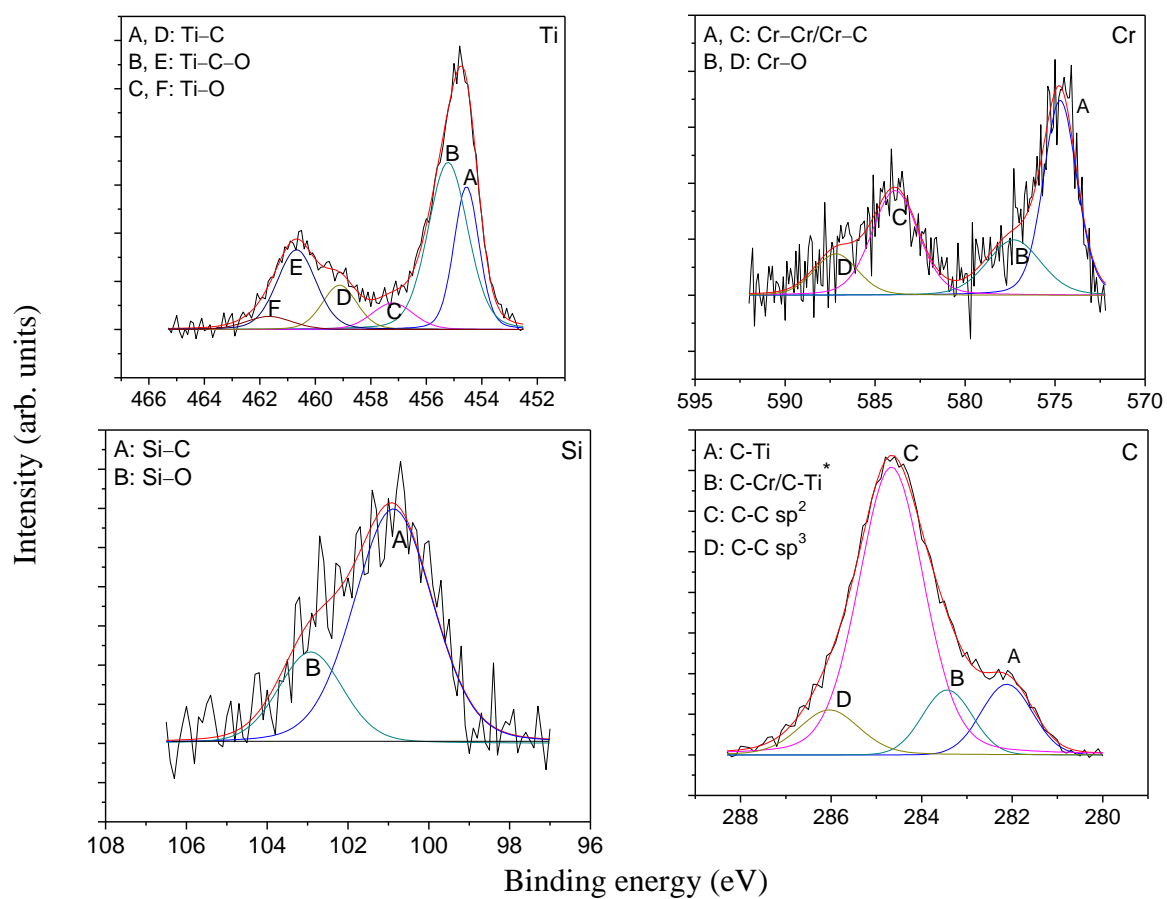 A, D: Ti–C
B, E: Ti–C–O
C, F: Ti–O
Ti
B
A
E
D
C
F
466 464 462 460 458 456 454 452
A, C: Cr–Cr/Cr–C
B, D: Cr–O
Cr
A
C
B
D
595 590 585 580 575 570
Intensity (arb. units)
A: Si–C
B: Si–O
Si
A
B
108 106 104 102 100 98 96
A: C-Ti
B: C-Cr/C-Ti*
C: C-C sp²
D: C-C sp³
C
C
A
B
D
288 286 284 282 280
Binding energy (eV)